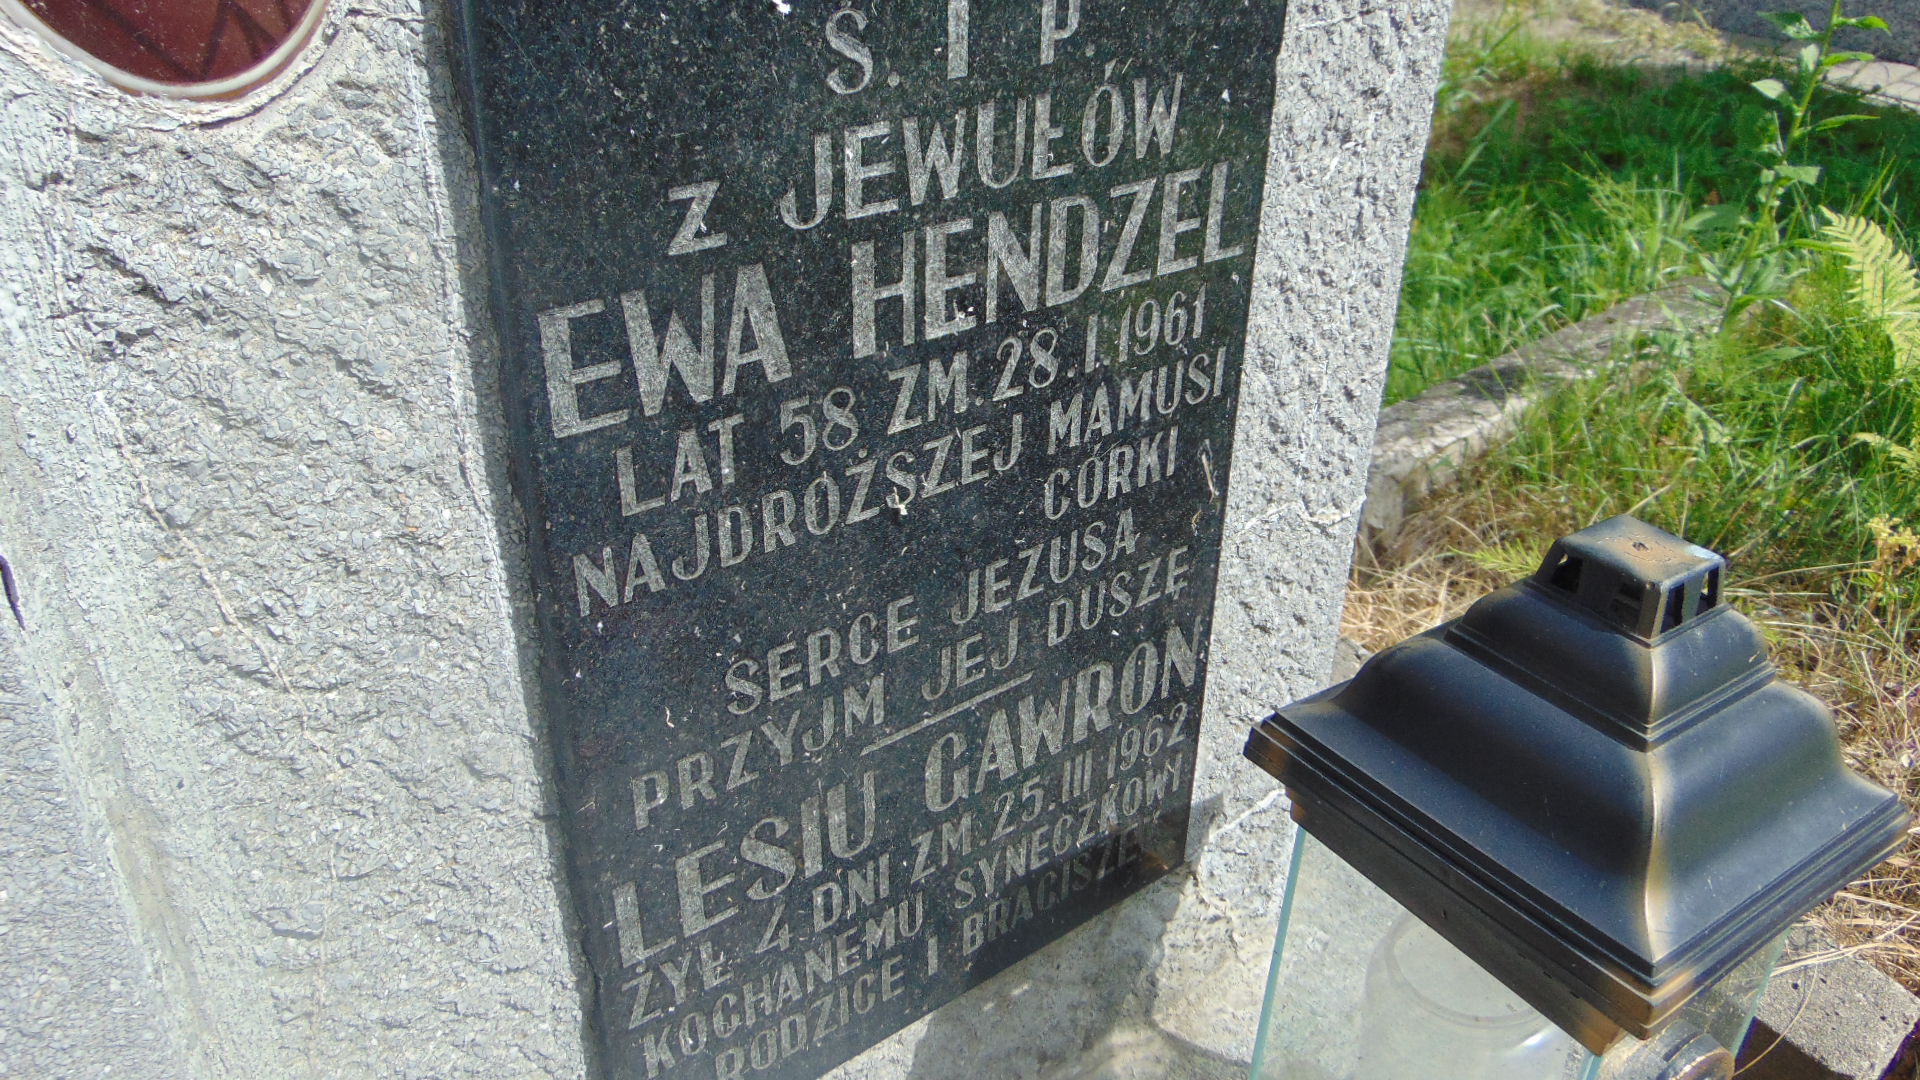 Ś. † P.
z JEWUŁÓW
EWA HENDZEL
LAT 58 ZM. 28. I. 1961
NAJDROŻSZEJ MAMUSI
CÓRKI
SERCE JEZUSA
PRZYJM JEJ DUSZĘ
LESIU GAWRON
ŻYŁ 4 DNI ZM. 25. III 1962
KOCHANEMU SYNECZKOWI
RODZICE I BRACISZEK